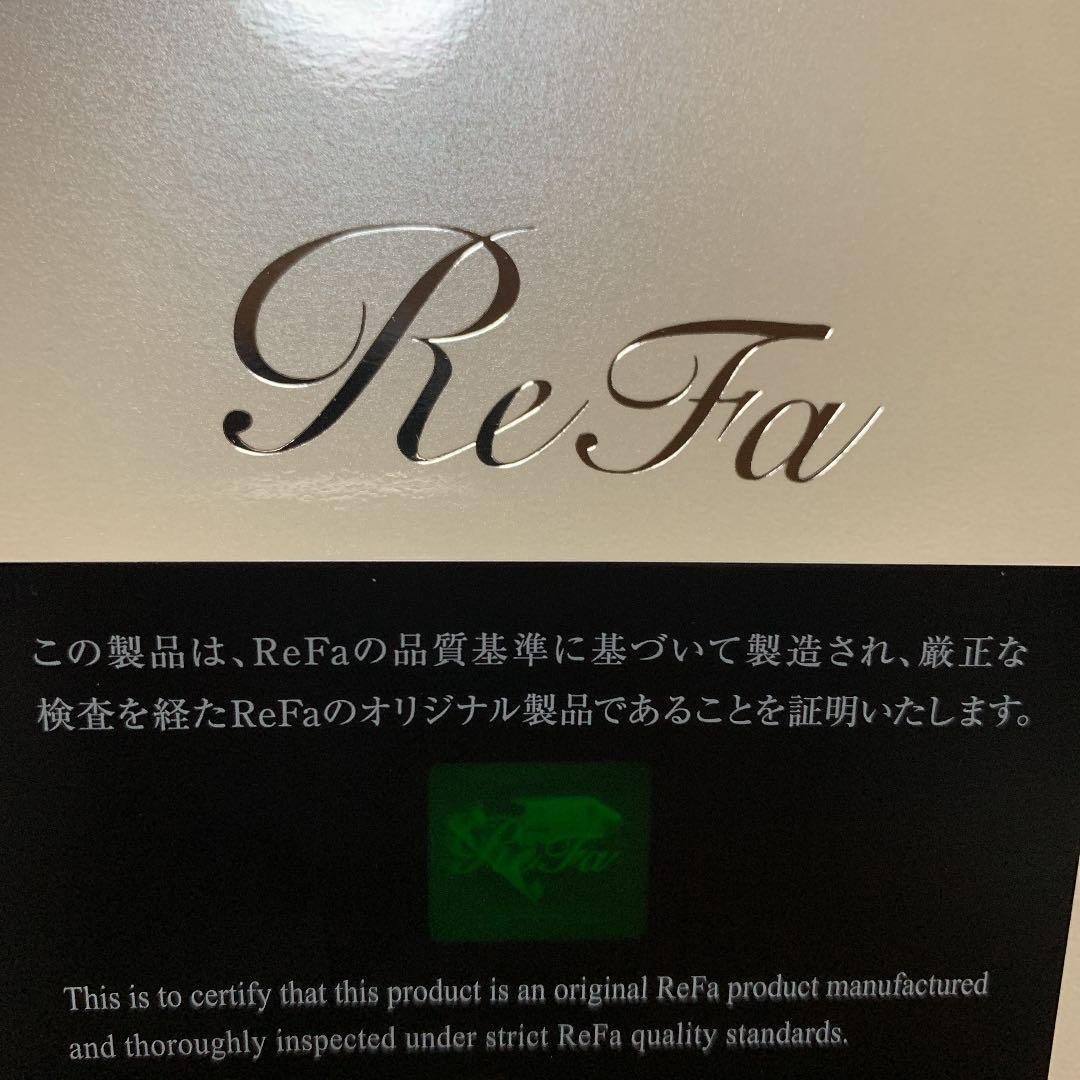 ReFa
この製品は、ReFaの品質基準に基づいて製造され、厳正な
検査を経たReFaのオリジナル製品であることを証明いたします。
ReFa
This is to certify that this product is an original ReFa product manufactured
and thoroughly inspected under strict ReFa quality standards.